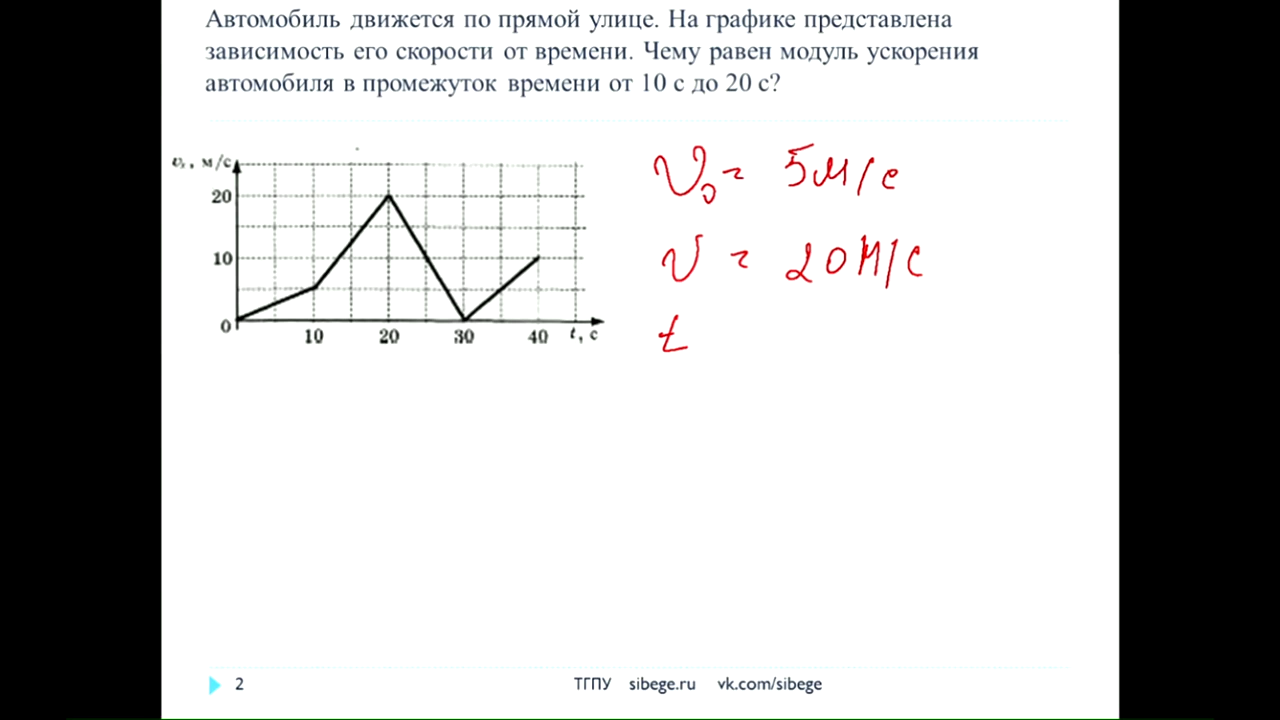 Автомобиль движется по прямой улице. На графике представлена
зависимость его скорости от времени. Чему равен модуль ускорения
автомобиля в промежуток времени от 10 с до 20 с?
υₓ, м/с
20
10
0
10 20 30 40 t, с
υ₀ = 5м/с
υ = 20м/с
t
2 ТГПУ sibege.ru vk.com/sibege